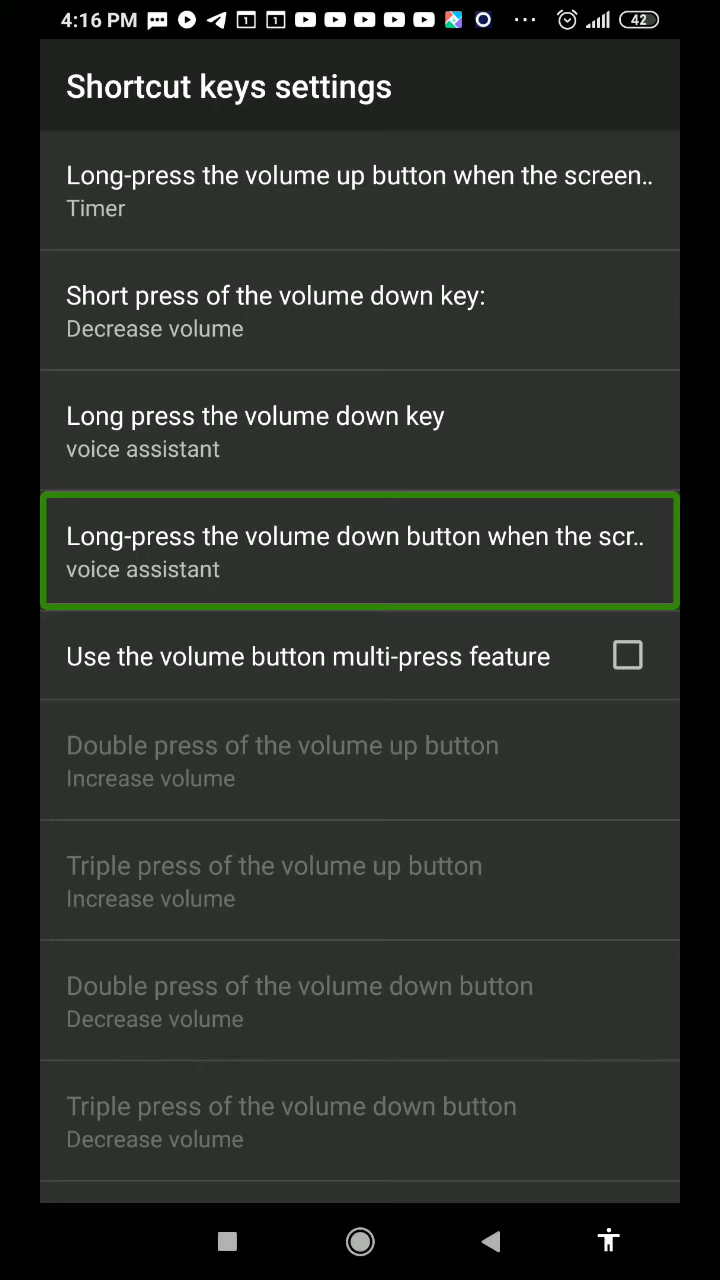 4:16 PM 1 1 ··· 42
Shortcut keys settings
Long-press the volume up button when the screen..
Timer
Short press of the volume down key:
Decrease volume
Long press the volume down key
voice assistant
Long-press the volume down button when the scr..
voice assistant
Use the volume button multi-press feature
Double press of the volume up button
Increase volume
Triple press of the volume up button
Increase volume
Double press of the volume down button
Decrease volume
Triple press of the volume down button
Decrease volume